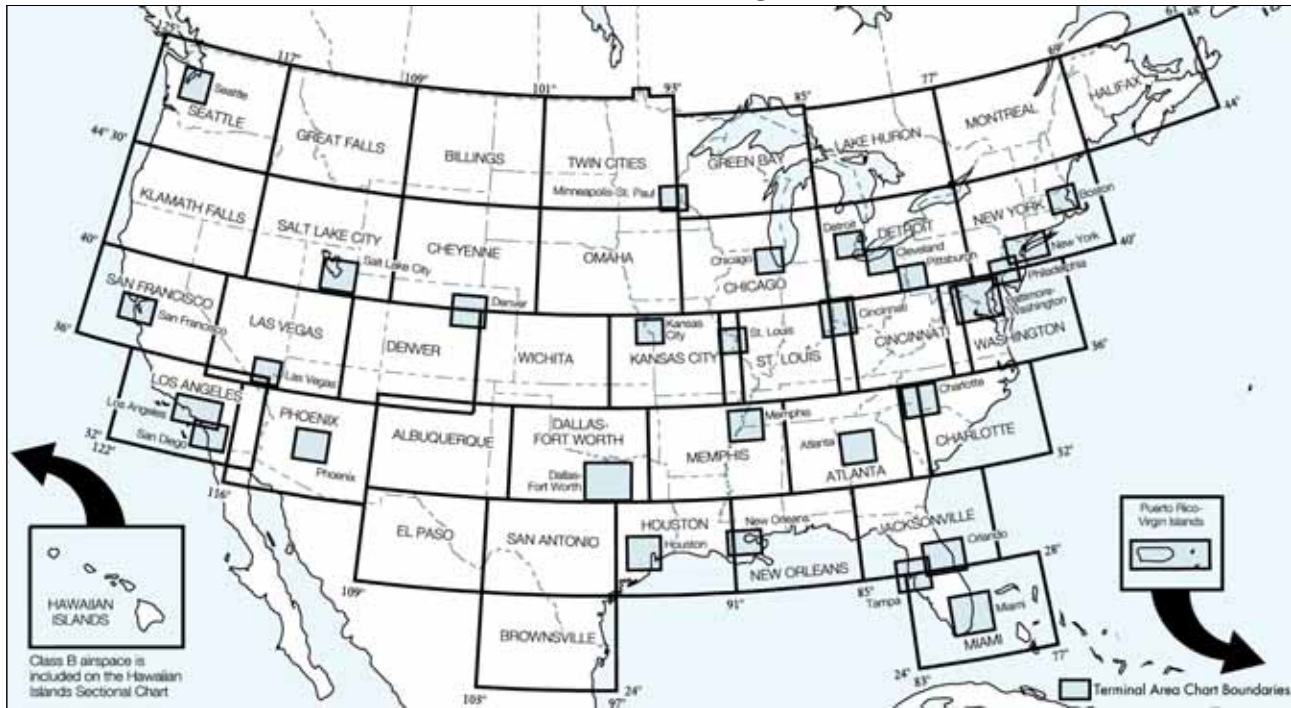 61°
48°
125°
117°
109°
101°
93°
85°
77°
69°
Seattle
SEATTLE
GREAT FALLS
BILLINGS
TWIN CITIES
GREEN BAY
LAKE HURON
MONTREAL
HALIFAX
44°
44° 30'
Minneapolis-St. Paul
KLAMATH FALLS
SALT LAKE CITY
Salt Lake City
CHEYENNE
OMAHA
Chicago
CHICAGO
Detroit
DETROIT
Cleveland
Pittsburgh
NEW YORK
Boston
New York
40°
40°
Philadelphia
Baltimore-
Washington
SAN FRANCISCO
San Francisco
36°
LAS VEGAS
Las Vegas
Denver
DENVER
WICHITA
Kansas
City
KANSAS CITY
St. Louis
ST. LOUIS
Cincinnati
CINCINNATI
WASHINGTON
36°
LOS ANGELES
Los Angeles
San Diego
32°
122°
116°
PHOENIX
Phoenix
ALBUQUERQUE
DALLAS-
FORT WORTH
Dallas-
Fort Worth
Memphis
MEMPHIS
Atlanta
ATLANTA
Charlotte
CHARLOTTE
32°
EL PASO
SAN ANTONIO
HOUSTON
Houston
New Orleans
NEW ORLEANS
JACKSONVILLE
Orlando
28°
109°
91°
85°
Tampa
Miami
MIAMI
BROWNSVILLE
103°
24°
97°
24°
83°
77°
HAWAIIAN
ISLANDS
Class B airspace is
included on the Hawaiian
Islands Sectional Chart
Puerto Rico-
Virgin Islands
Terminal Area Chart Boundaries